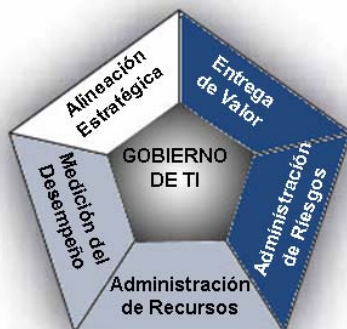 Alineación
Estratégica
Entrega
de Valor
GOBIERNO
DE TI
Medición del
Desempeño
Administración
de Riesgos
Administración
de Recursos